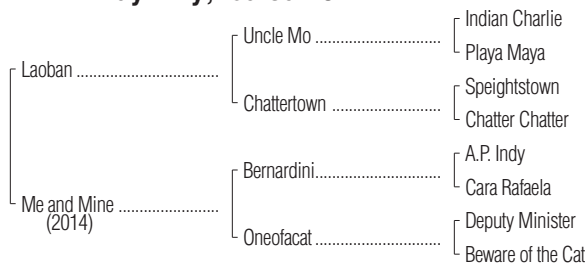 Indian Charlie
Uncle Mo
Playa Maya
Laoban
Speightstown
Chattertown
Chatter Chatter
A.P. Indy
Bernardini
Cara Rafaela
Me and Mine
(2014)
Deputy Minister
Oneofacat
Beware of the Cat